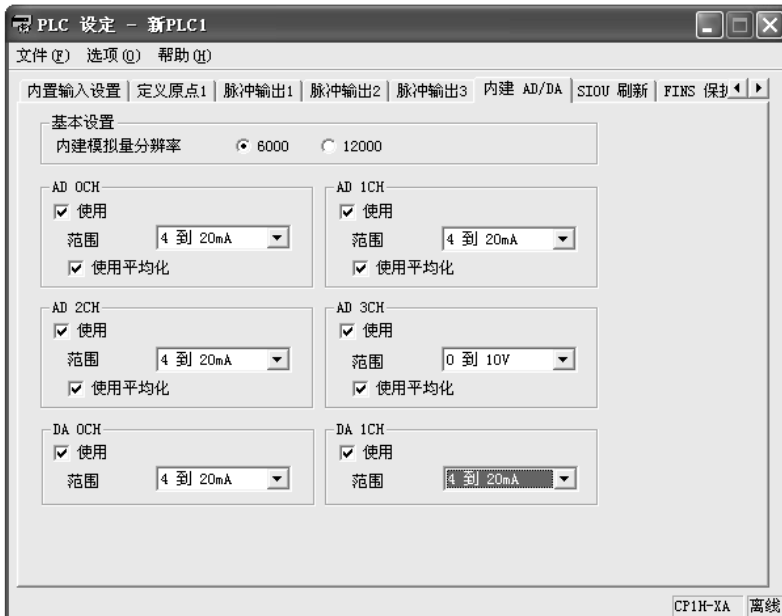 PLC 设定 - 新PLC1
文件(F) 选项(O) 帮助(H)
内置输入设置 定义原点1 脉冲输出1 脉冲输出2 脉冲输出3 内建 AD/DA SIOU 刷新 FINS 保护
基本设置
内建模拟量分辨率 6000 12000
AD 0CH
使用
范围 4 到 20mA
使用平均化
AD 1CH
使用
范围 4 到 20mA
使用平均化
AD 2CH
使用
范围 4 到 20mA
使用平均化
AD 3CH
使用
范围 0 到 10V
使用平均化
DA 0CH
使用
范围 4 到 20mA
DA 1CH
使用
范围 4 到 20mA
CP1H-XA 离线